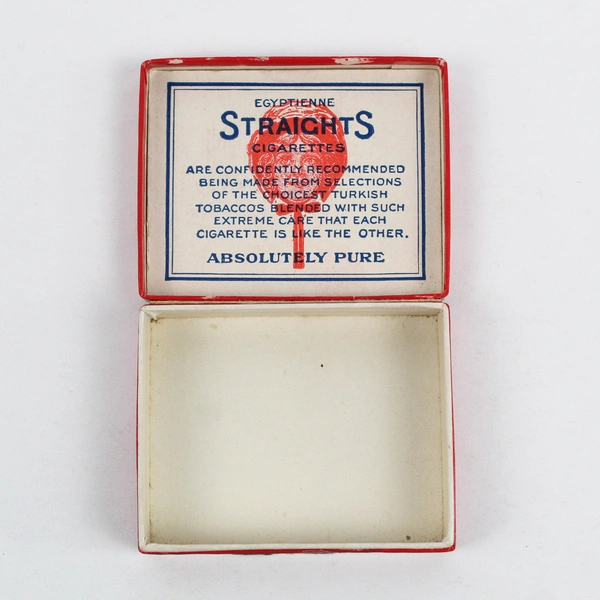 EGYPTIENNE
STRAIGHTS
CIGARETTES
ARE CONFIDENTLY RECOMMENDED
BEING MADE FROM SELECTIONS
OF THE CHOICEST TURKISH
TOBACCOS BLENDED WITH SUCH
EXTREME CARE THAT EACH
CIGARETTE IS LIKE THE OTHER.
ABSOLUTELY PURE